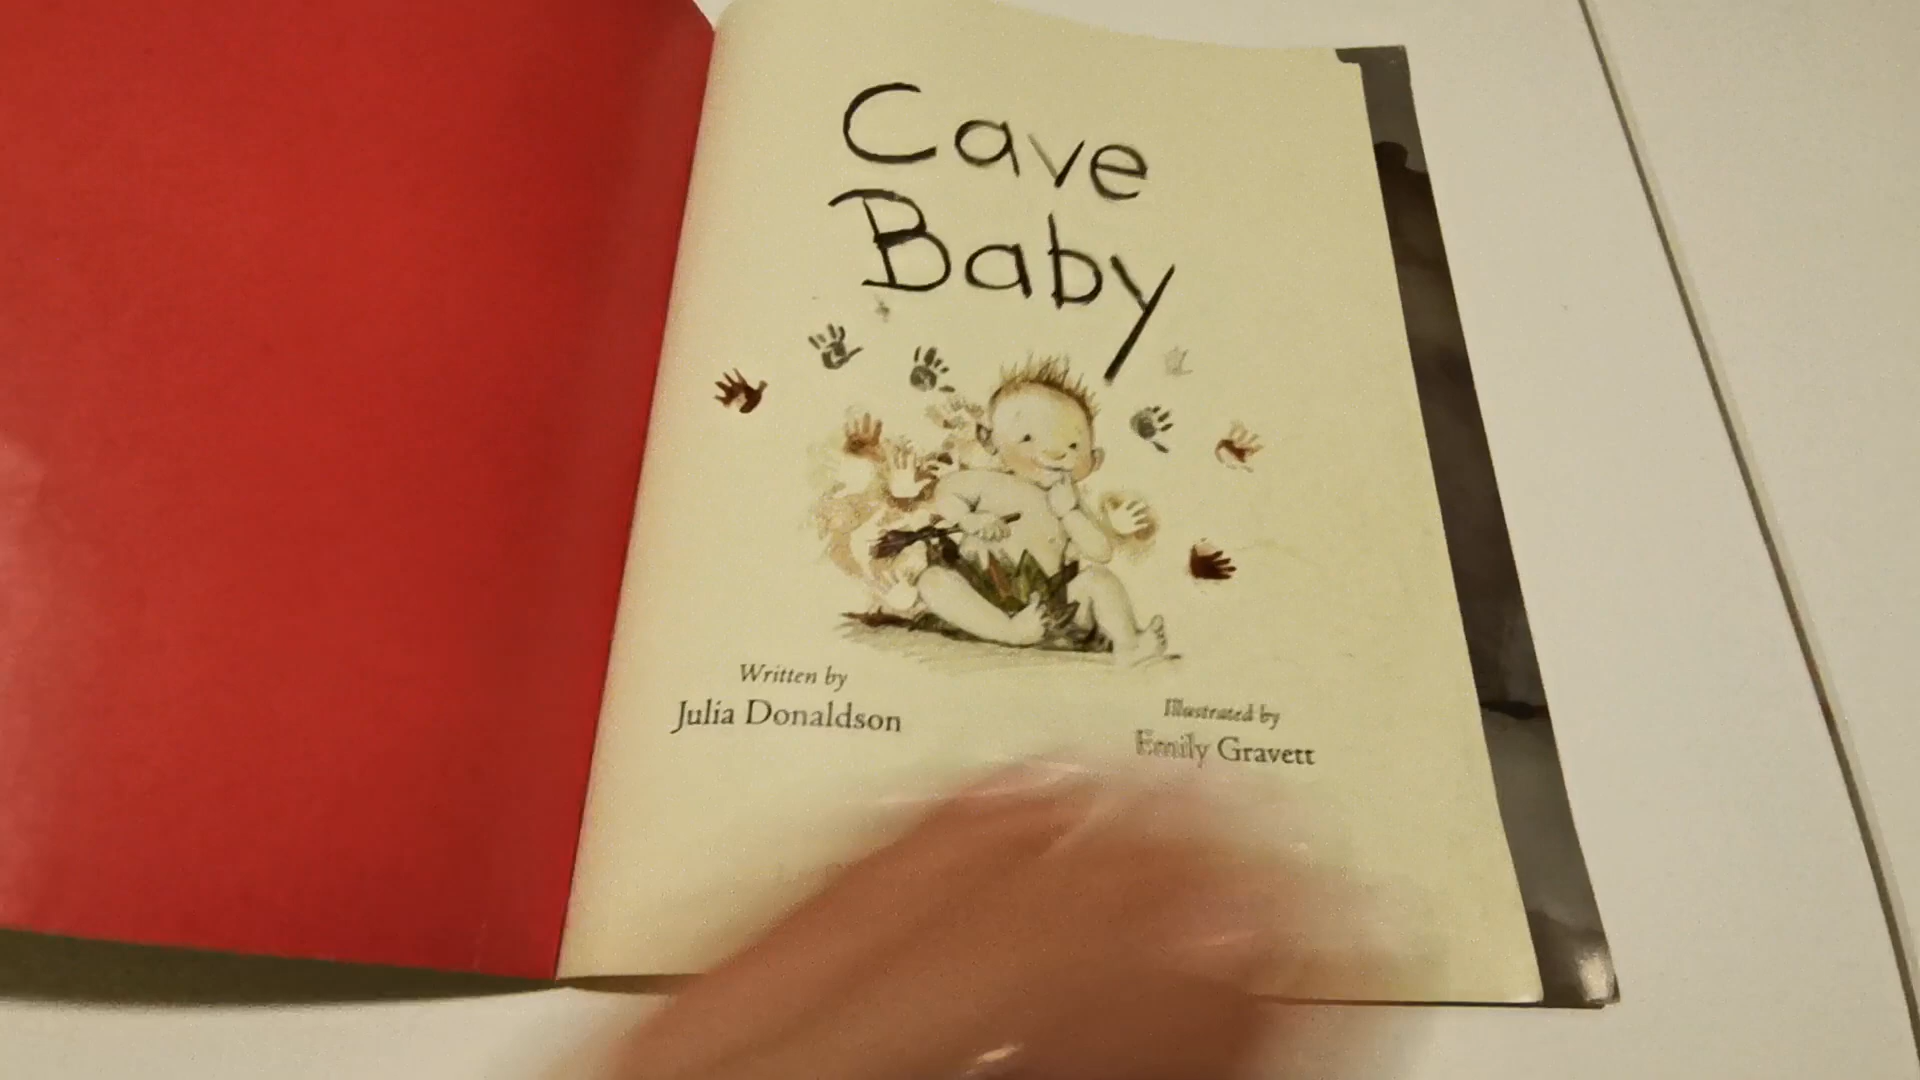 Cave
Baby
Written by
Julia Donaldson
Illustrated by
Emily Gravett